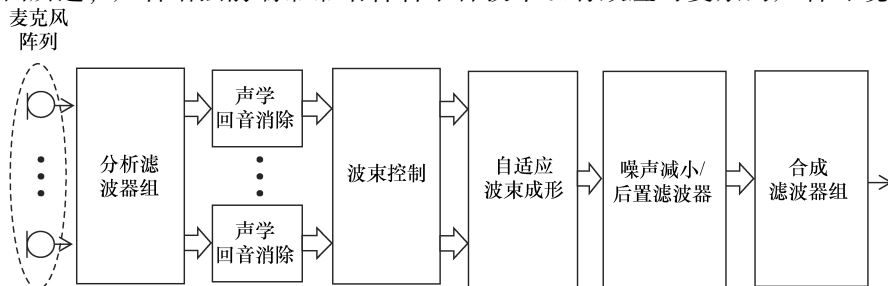 麦克风
阵列
分析滤
波器组
声学
回音消除
声学
回音消除
波束控制
自适应
波束成形
噪声减小/
后置滤波器
合成
滤波器组